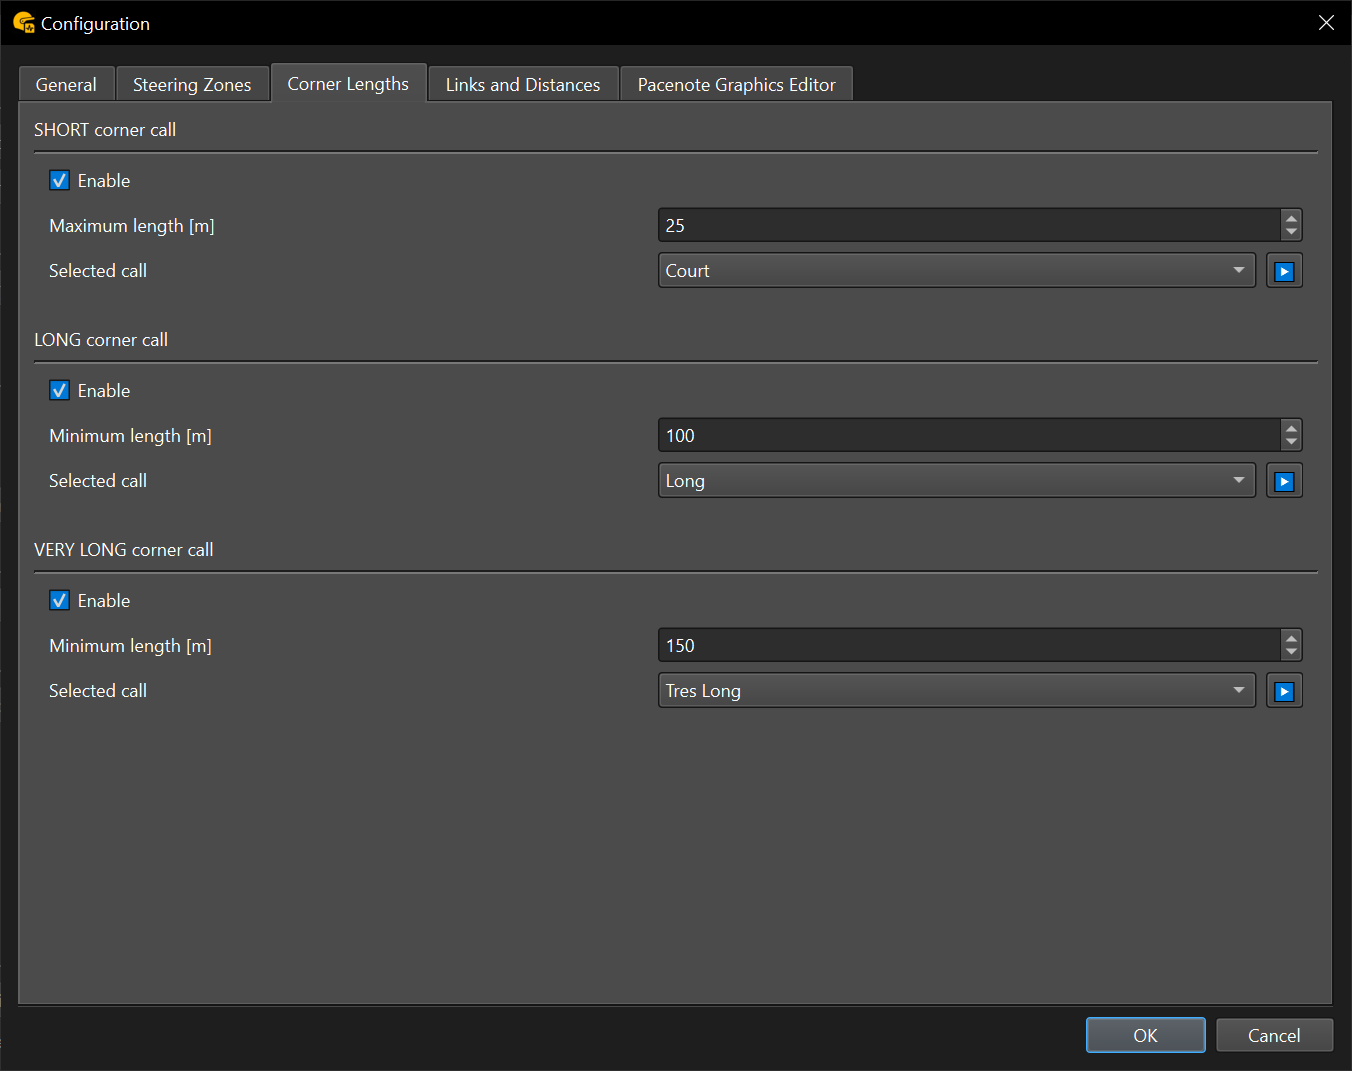 Configuration
General Steering Zones Corner Lengths Links and Distances Pacenote Graphics Editor
SHORT corner call
Enable
Maximum length [m] 25
Selected call Court
LONG corner call
Enable
Minimum length [m] 100
Selected call Long
VERY LONG corner call
Enable
Minimum length [m] 150
Selected call Tres Long
OK Cancel